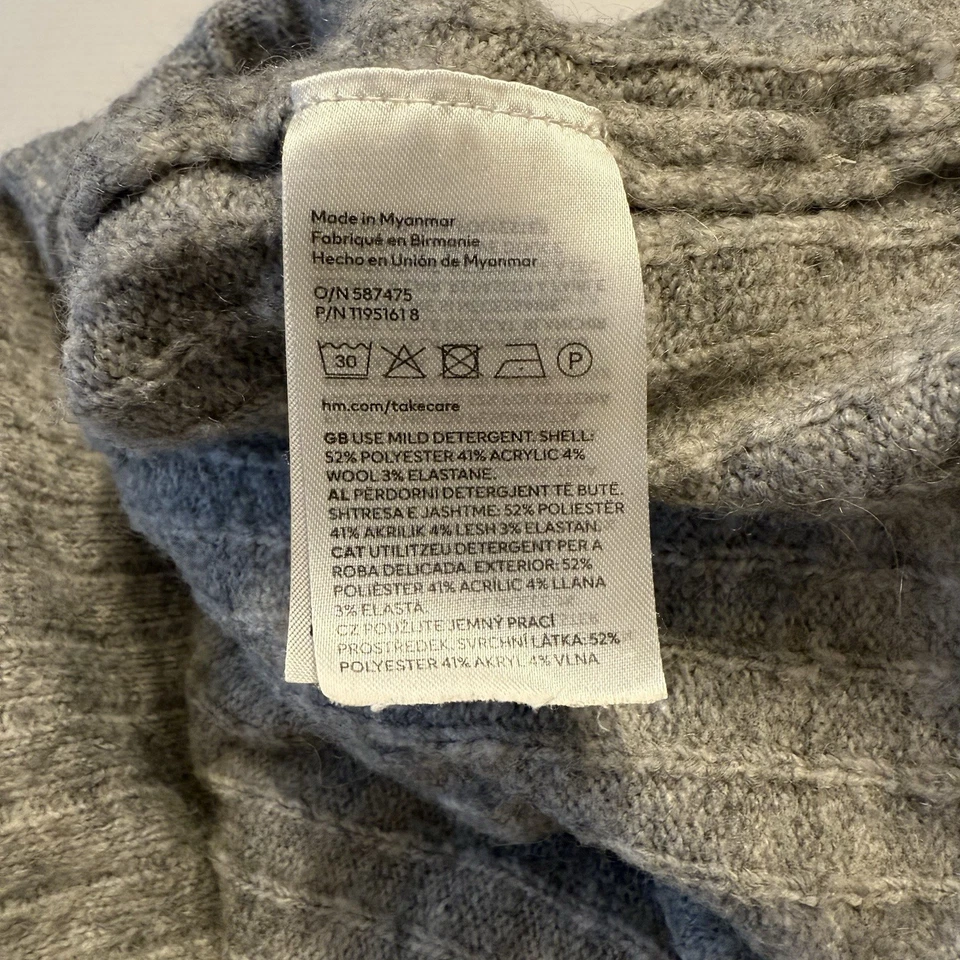 Made in Myanmar
Fabriqué en Birmanie
Hecho en Unión de Myanmar
O/N 587475
P/N 1195161 8
30
P
hm.com/takecare
GB USE MILD DETERGENT. SHELL:
52% POLYESTER 41% ACRYLIC 4%
WOOL 3% ELASTANE.
AL PËRDORNI DETERGJENT TË BUTË.
SHTRESA E JASHTME: 52% POLIESTËR
41% AKRILIK 4% LESH 3% ELASTAN.
CAT UTILITZEU DETERGENT PER A
ROBA DELICADA. EXTERIOR: 52%
POLIÈSTER 41% ACRÍLIC 4% LLANA
3% ELASTÀ.
CZ POUŽIJTE JEMNÝ PRACÍ
PROSTŘEDEK. SVRCHNÍ LÁTKA: 52%
POLYESTER 41% AKRYL 4% VLNA